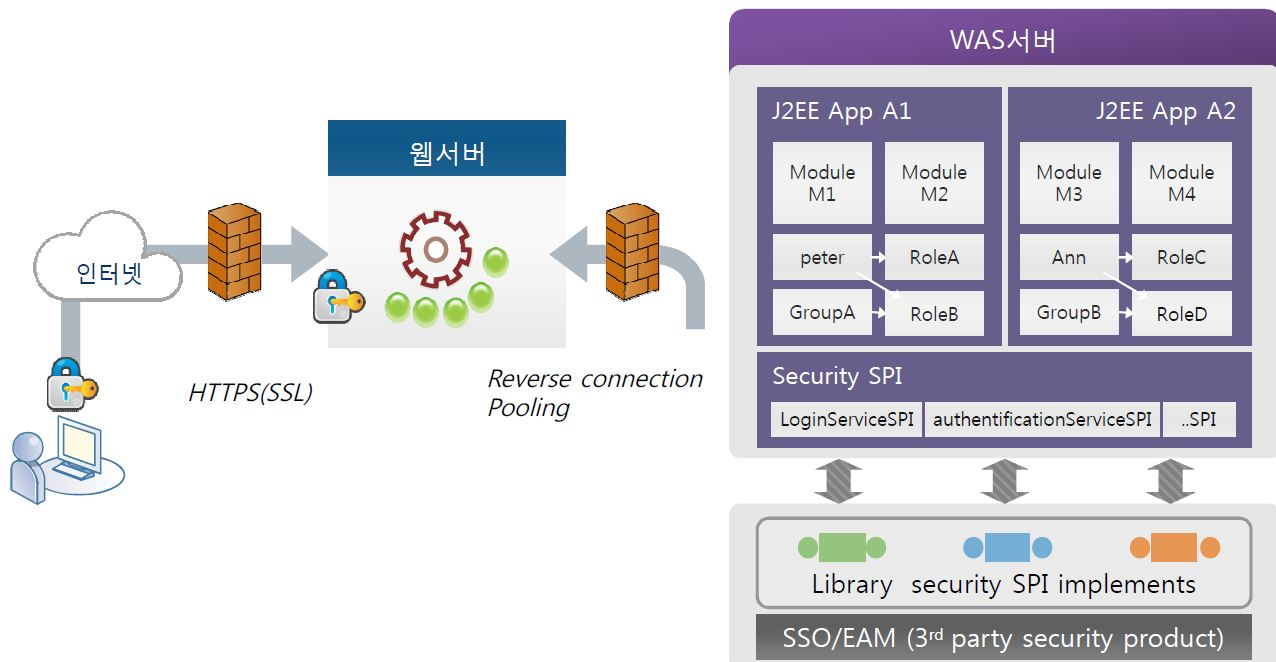 인터넷
HTTPS(SSL)
웹서버
Reverse connection
Pooling
WAS서버
J2EE App A1
Module
M1
Module
M2
peter
RoleA
GroupA
RoleB
J2EE App A2
Module
M3
Module
M4
Ann
RoleC
GroupB
RoleD
Security SPI
LoginServiceSPI
authentificationServiceSPI
..SPI
Library security SPI implements
SSO/EAM (3rd party security product)